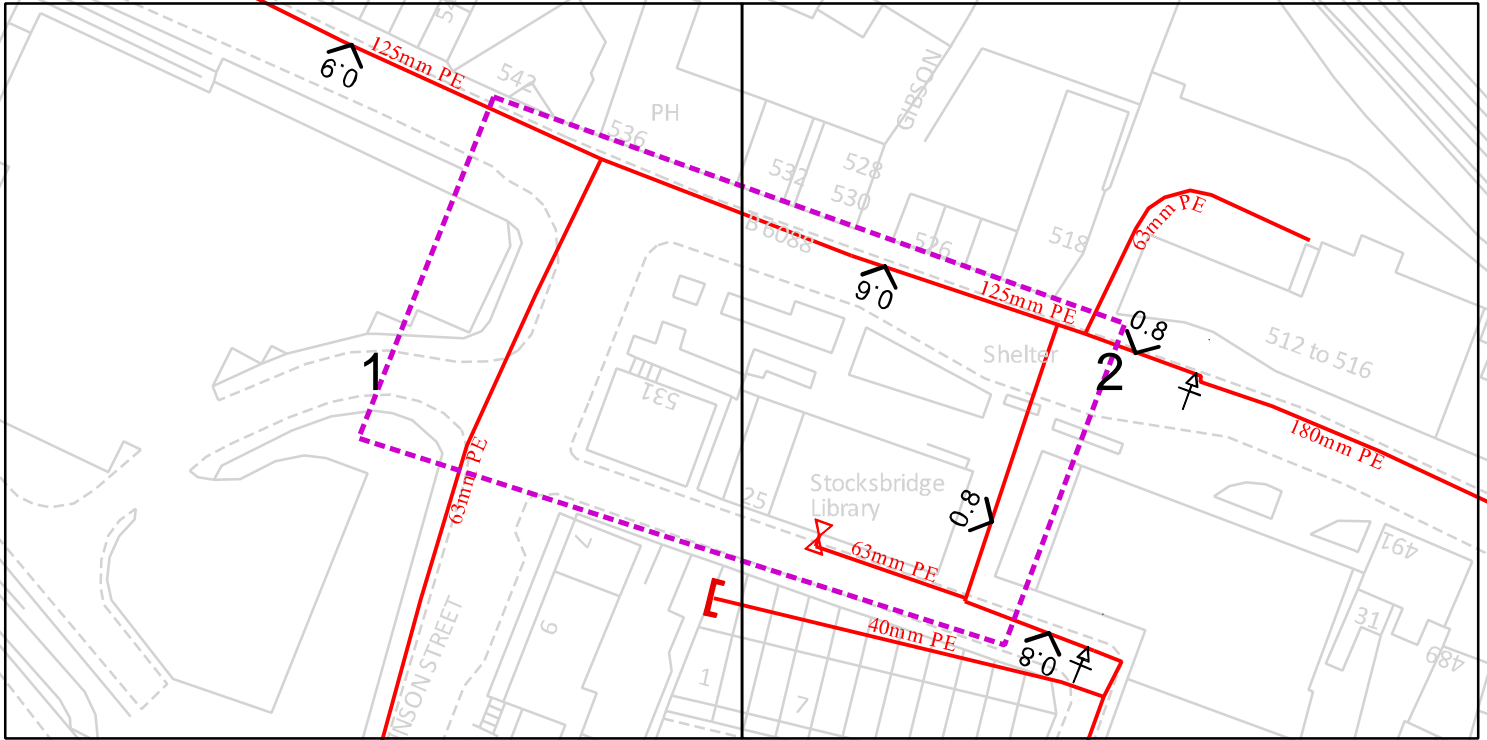 125mm PE
0.9
542
PH
536
532
528
530
GIBSON
526
518
B 6088
63mm PE
0.6
125mm PE
0.8
512 to 516
Shelter
1
2
531
180mm PE
63mm PE
Stocksbridge
Library
25
0.8
63mm PE
7
491
40mm PE
31
6
NSON STREET
0.8
489
1
7